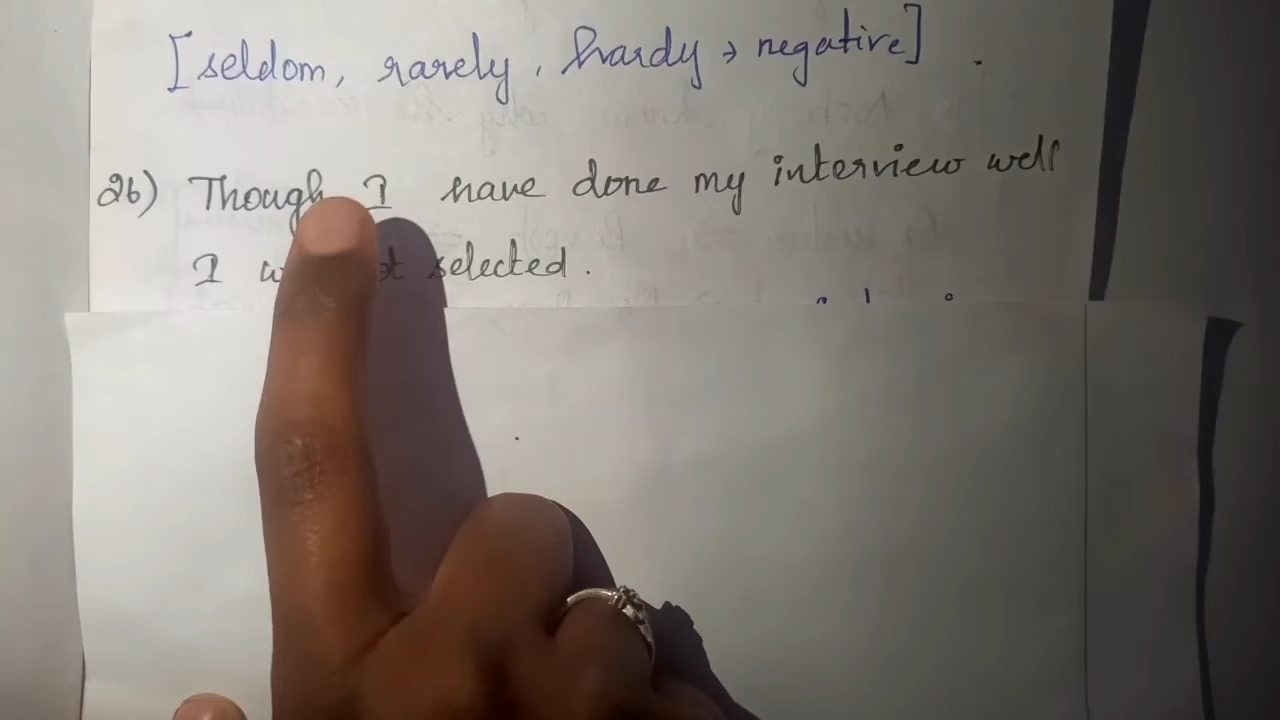 [seldom, rarely, hardy → negative]
26) Though I have done my interview well
I selected.